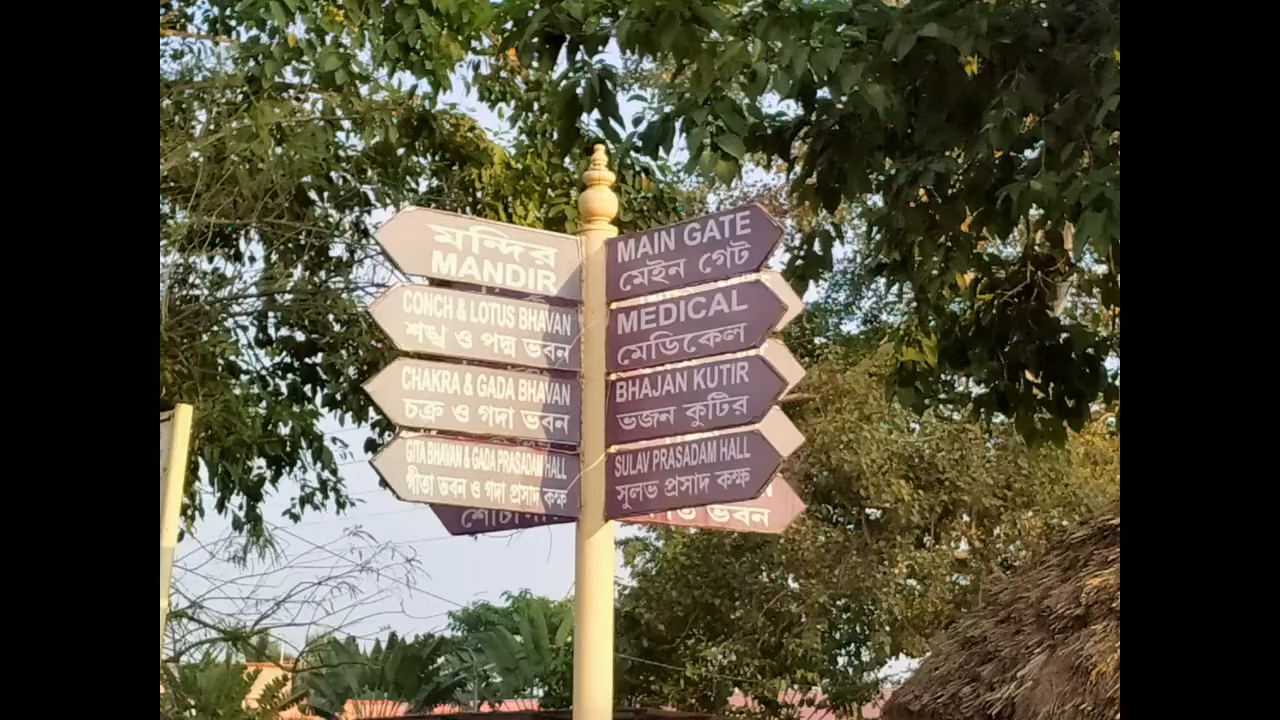 মন্দির
MANDIR
CONCH & LOTUS BHAVAN
শঙ্খ ও পদ্ম ভবন
CHAKRA & GADA BHAVAN
চক্র ও গদা ভবন
GITA BHAVAN & GADA PRASADAM HALL
গীতা ভবন ও গদা প্রসাদ কক্ষ
MAIN GATE
মেইন গেট
MEDICAL
মেডিকেল
BHAJAN KUTIR
ভজন কুটির
SULAV PRASADAM HALL
সুলভ প্রসাদ কক্ষ
ভবন